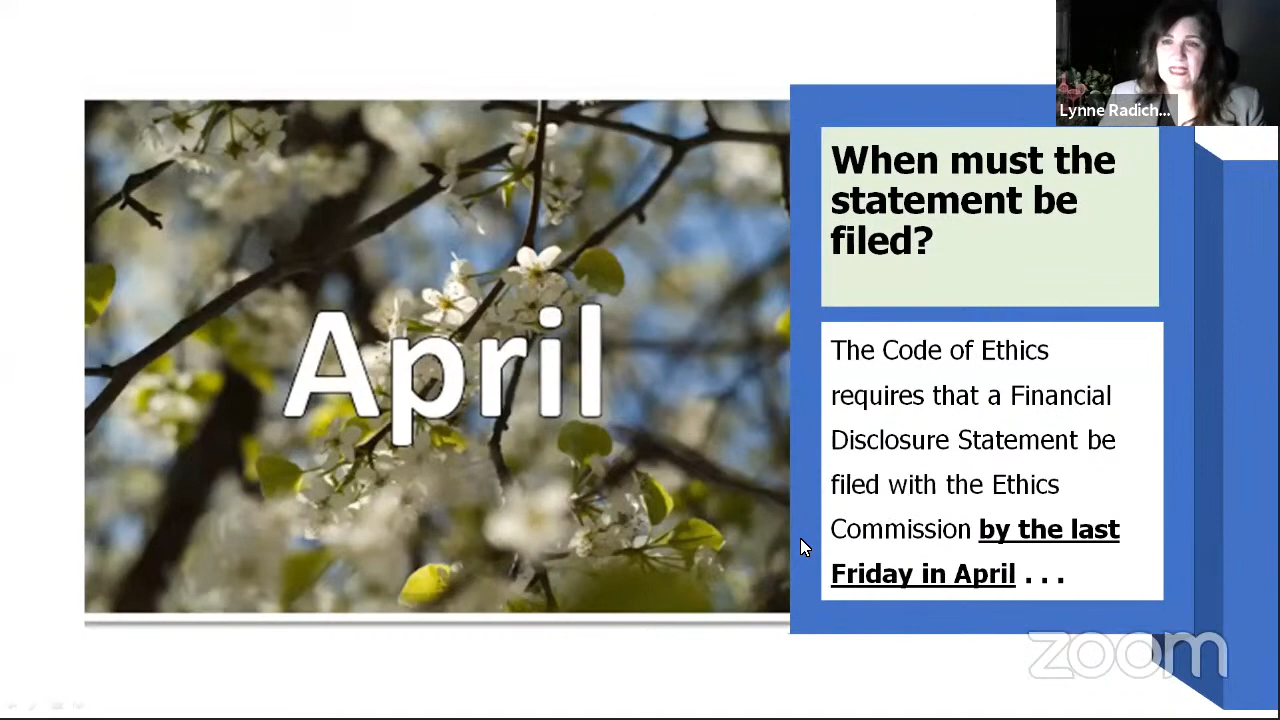 Lynne Radich...
When must the
statement be
filed?
April
The Code of Ethics
requires that a Financial
Disclosure Statement be
filed with the Ethics
Commission by the last
Friday in April . . .
zoom